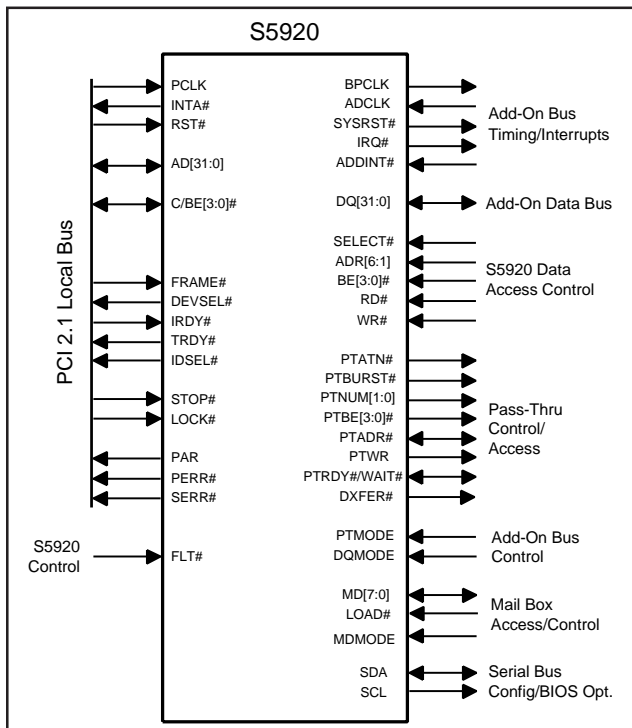 S5920
PCI 2.1 Local Bus
PCLK
INTA#
RST#
AD[31:0]
C/BE[3:0]#
FRAME#
DEVSEL#
IRDY#
TRDY#
IDSEL#
STOP#
LOCK#
PAR
PERR#
SERR#
S5920
Control
FLT#
BPCLK
ADCLK
SYSRST#
IRQ#
ADDINT#
Add-On Bus
Timing/Interrupts
DQ[31:0]
Add-On Data Bus
SELECT#
ADR[6:1]
BE[3:0]#
RD#
WR#
S5920 Data
Access Control
PTATN#
PTBURST#
PTNUM[1:0]
PTBE[3:0]#
PTADR#
PTWR
PTRDY#/WAIT#
DXFER#
Pass-Thru
Control/
Access
PTMODE
DQMODE
Add-On Bus
Control
MD[7:0]
LOAD#
MDMODE
Mail Box
Access/Control
SDA
SCL
Serial Bus
Config/BIOS Opt.